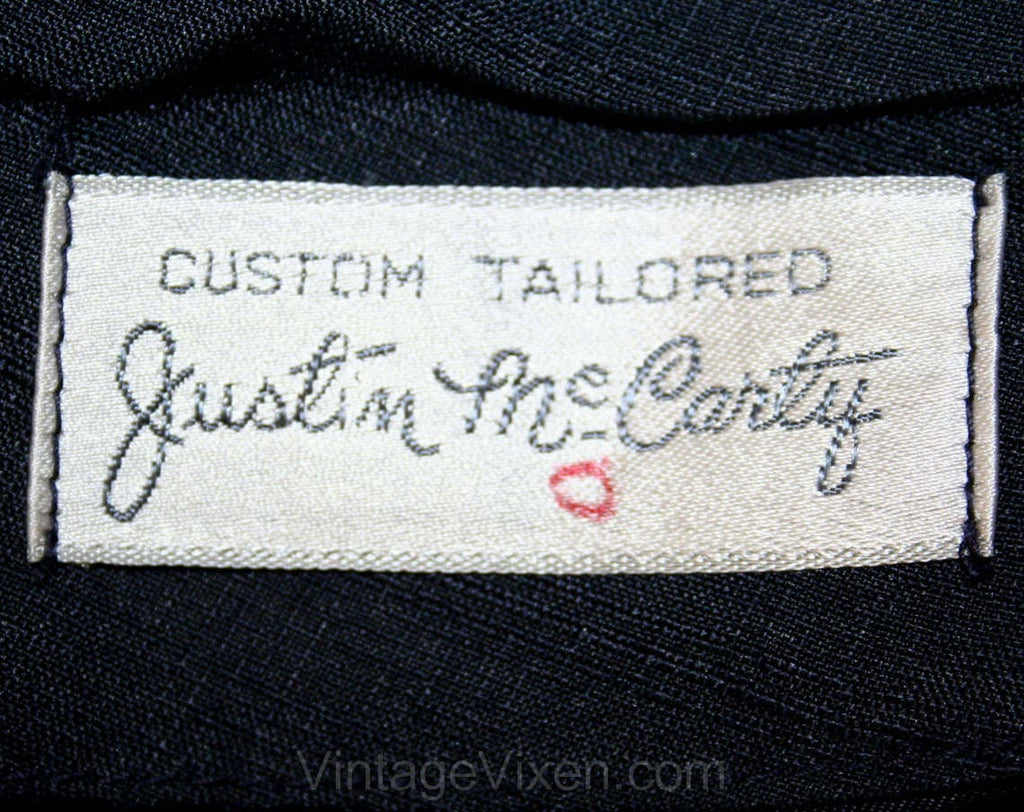 CUSTOM TAILORED
Justin McCarty
VintageVixen.com